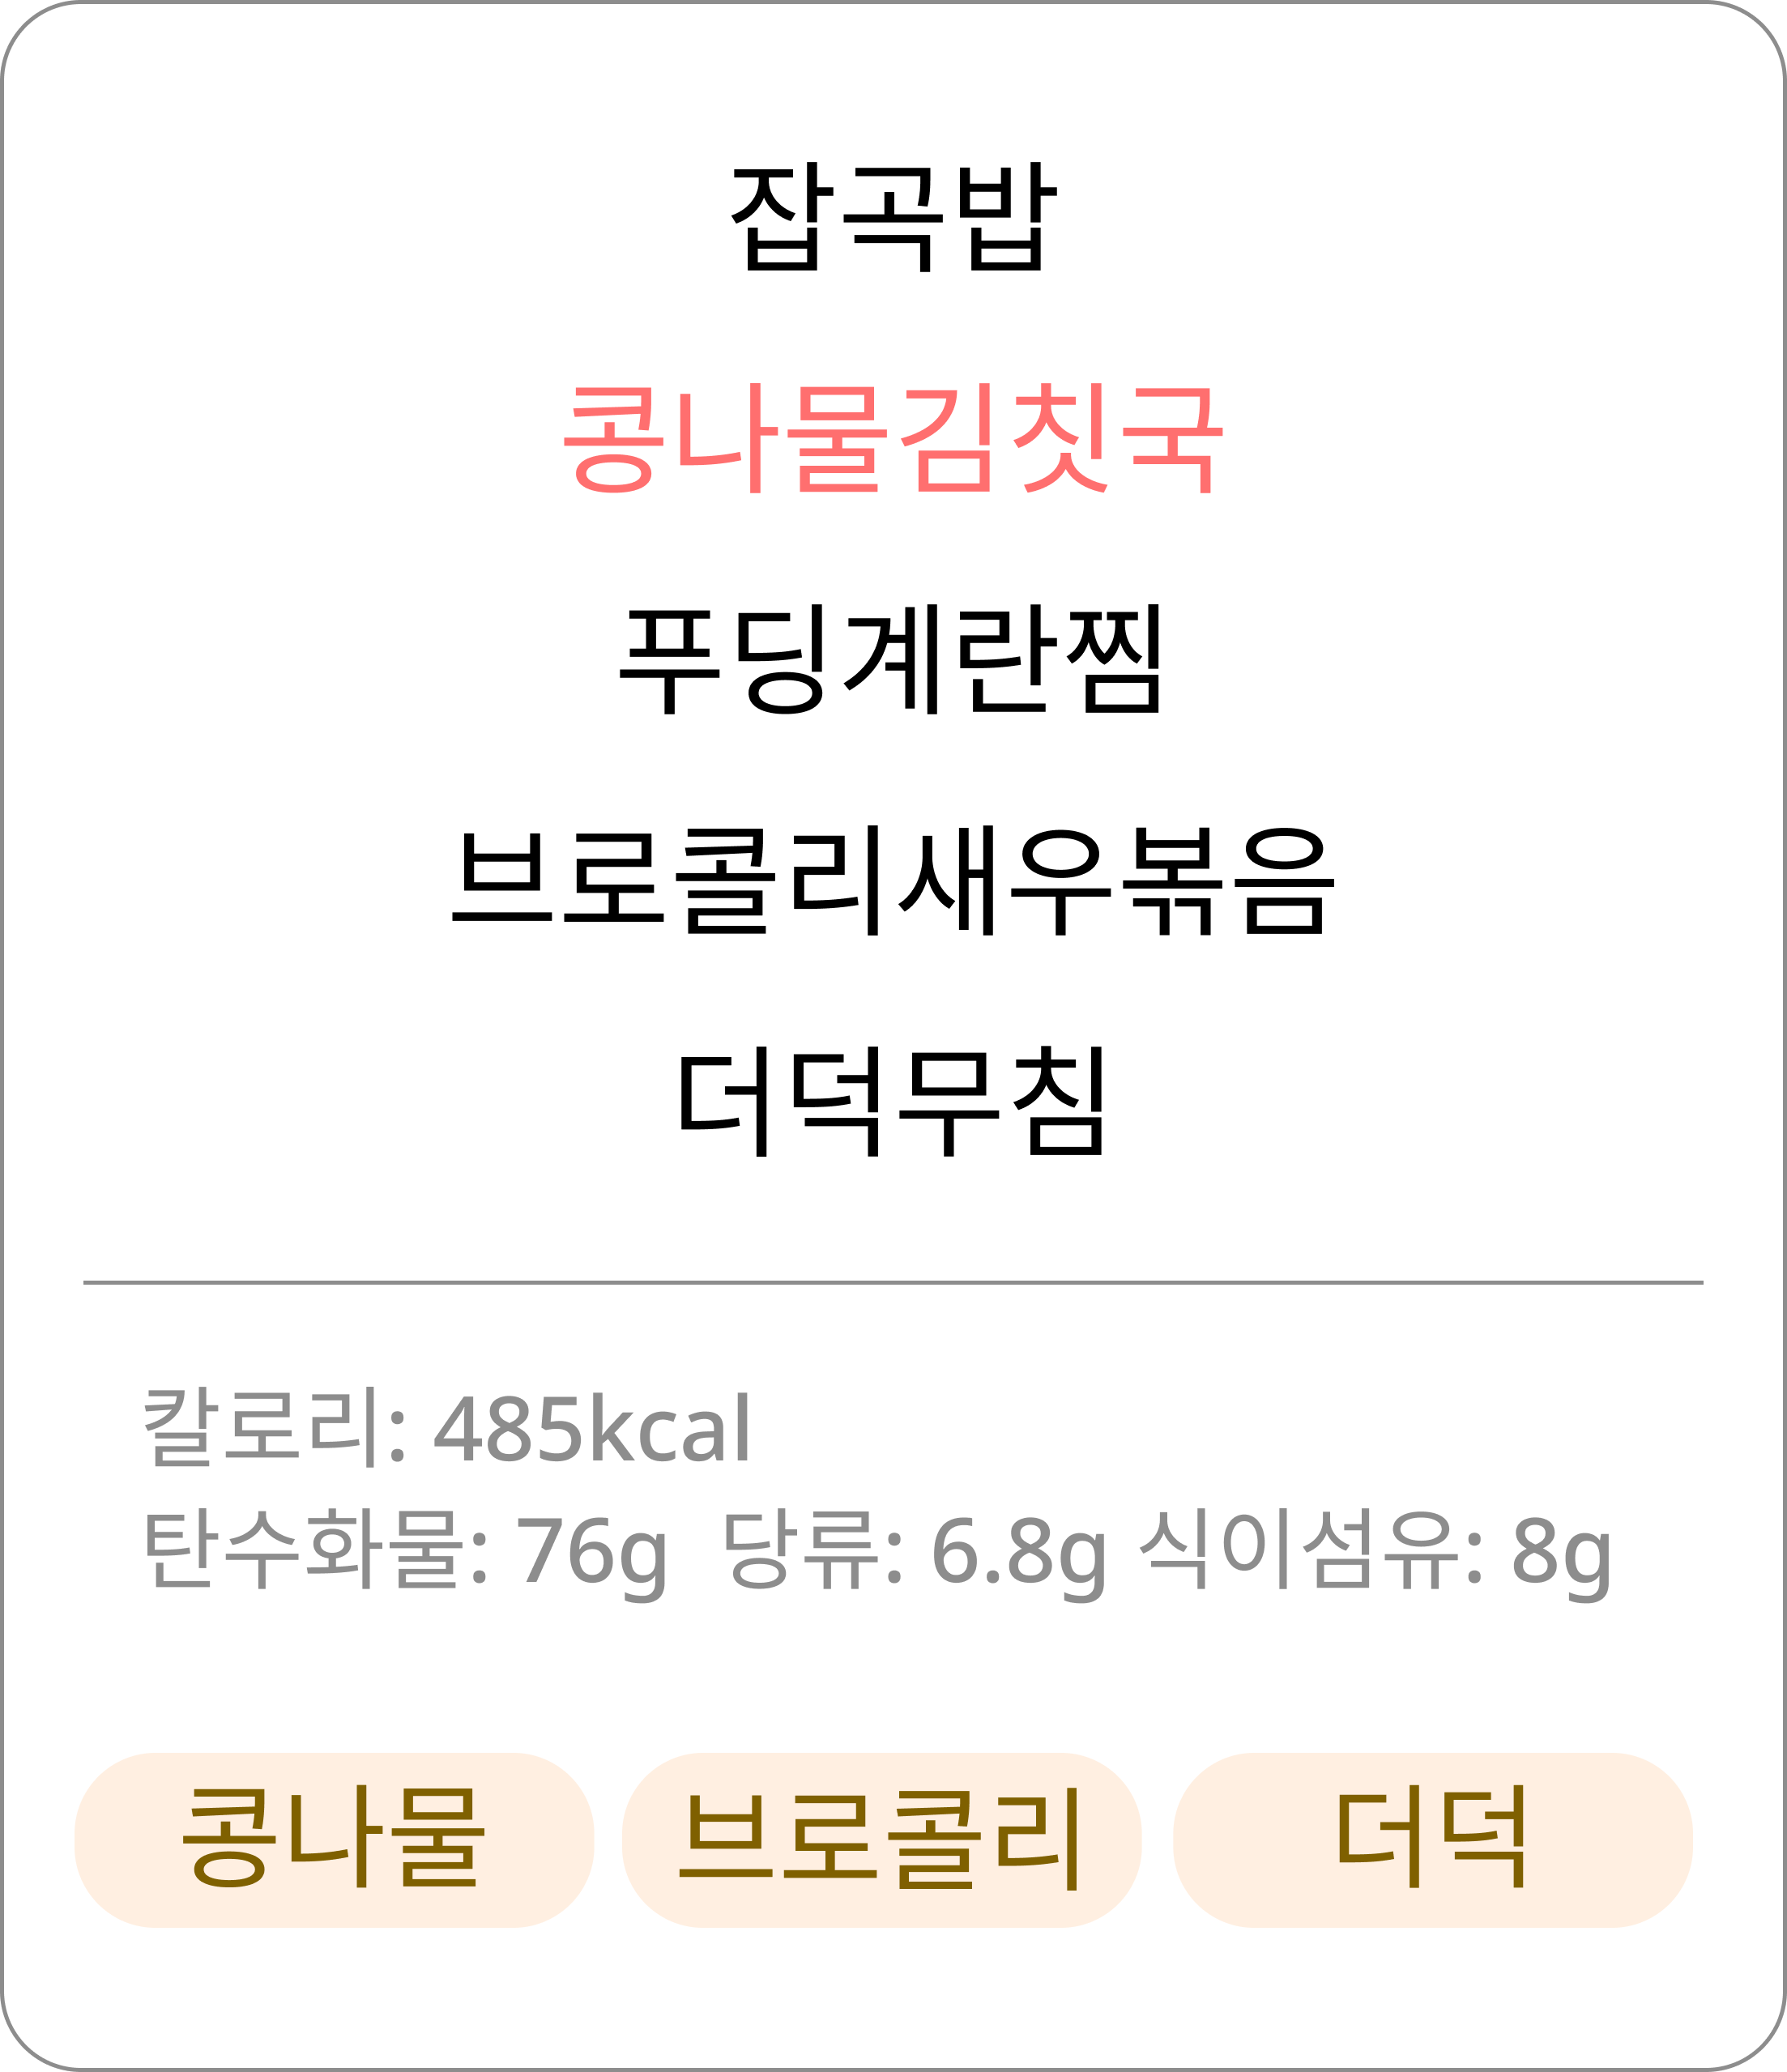 잡곡밥
콩나물김칫국
푸딩계란찜
브로콜리새우볶음
더덕무침
칼로리: 485kcal
탄수화물: 76g 당류: 6.8g 식이섬유: 8g
콩나물 브로콜리 더덕